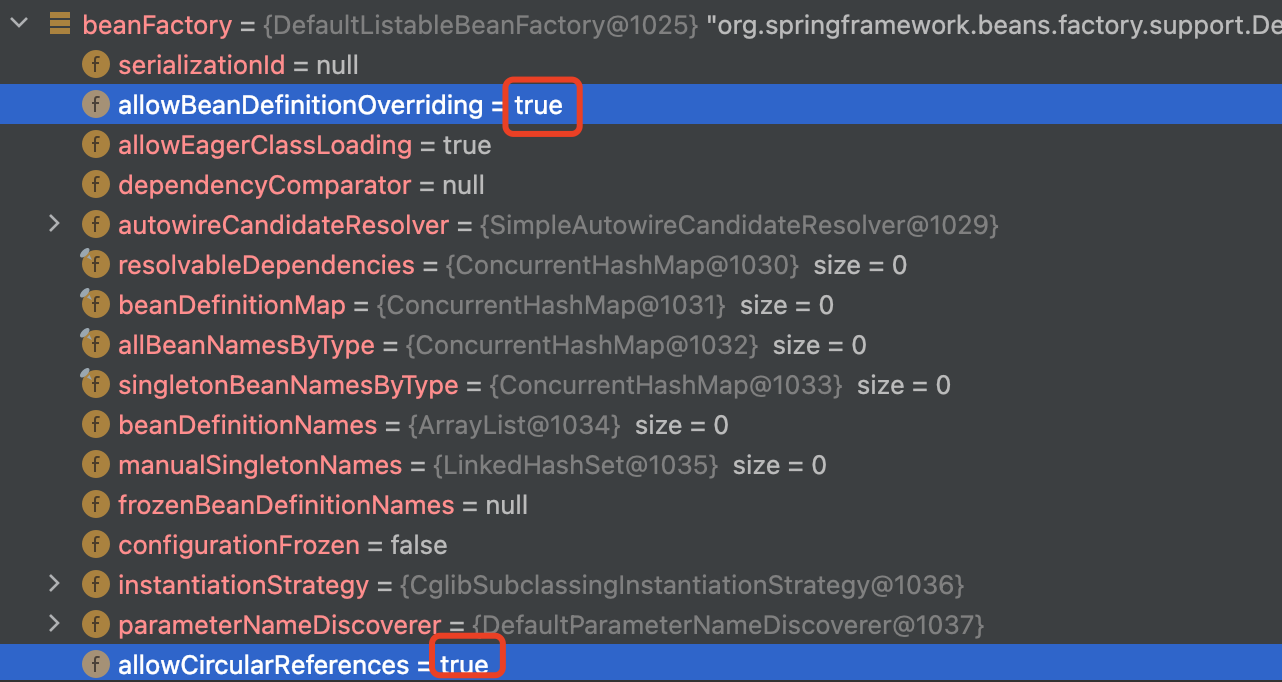 beanFactory = {DefaultListableBeanFactory@1025} "org.springframework.beans.factory.support.De
f serializationId = null
f allowBeanDefinitionOverriding = true
f allowEagerClassLoading = true
f dependencyComparator = null
f autowireCandidateResolver = {SimpleAutowireCandidateResolver@1029}
f resolvableDependencies = {ConcurrentHashMap@1030} size = 0
f beanDefinitionMap = {ConcurrentHashMap@1031} size = 0
f allBeanNamesByType = {ConcurrentHashMap@1032} size = 0
f singletonBeanNamesByType = {ConcurrentHashMap@1033} size = 0
f beanDefinitionNames = {ArrayList@1034} size = 0
f manualSingletonNames = {LinkedHashSet@1035} size = 0
f frozenBeanDefinitionNames = null
f configurationFrozen = false
f instantiationStrategy = {CglibSubclassingInstantiationStrategy@1036}
f parameterNameDiscoverer = {DefaultParameterNameDiscoverer@1037}
f allowCircularReferences = true